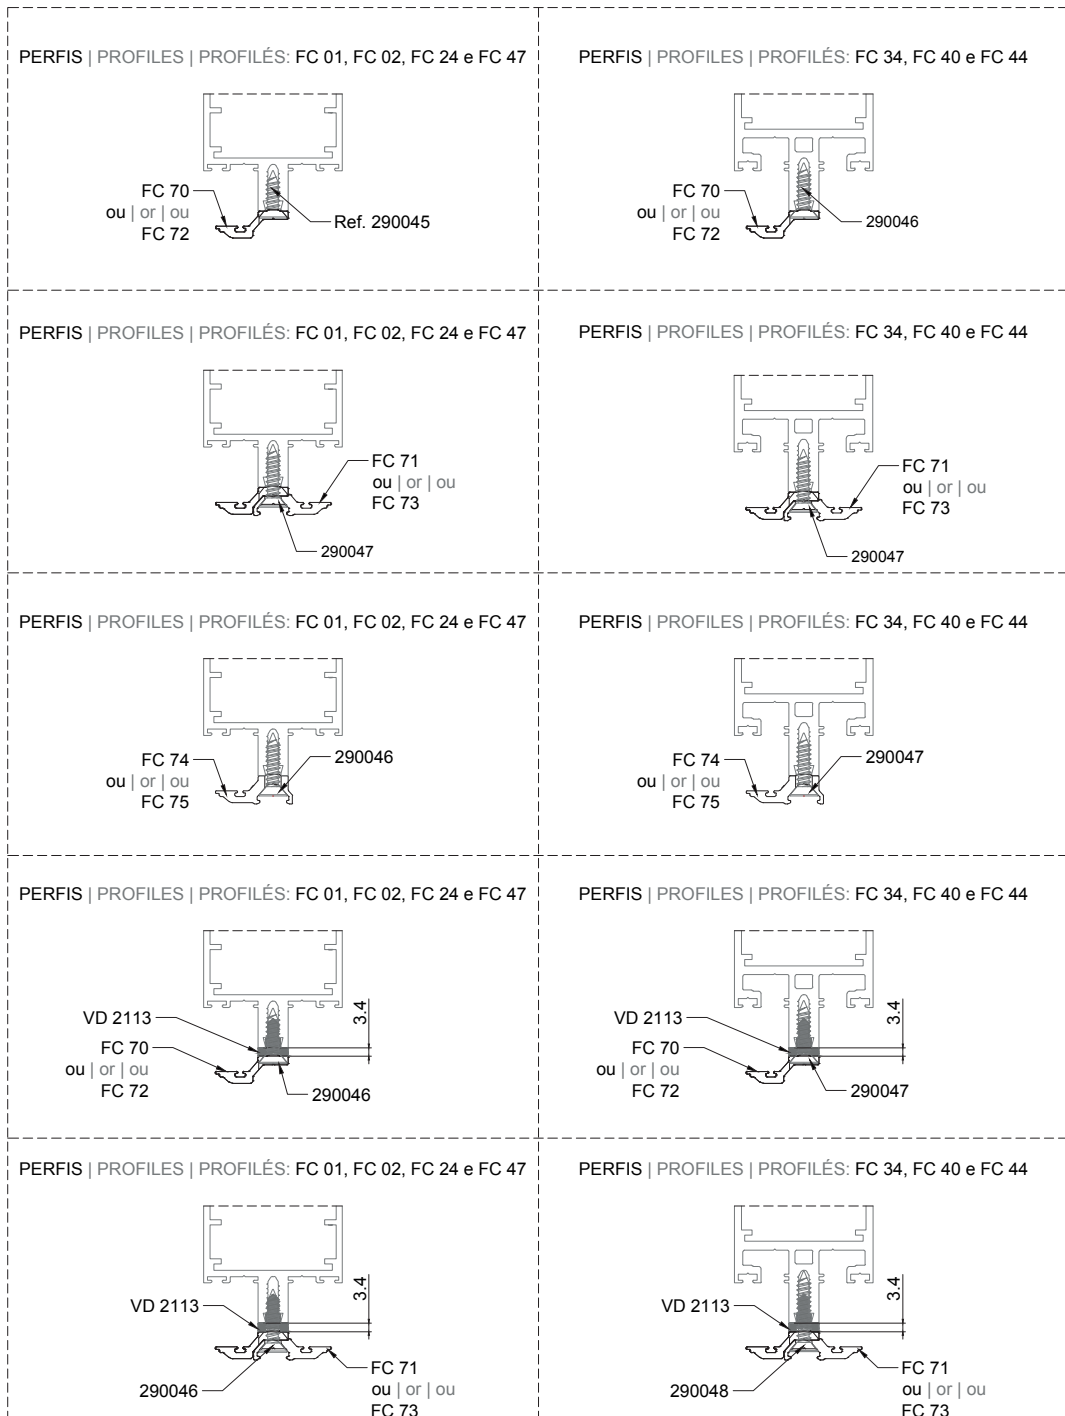 PERFIS | PROFILES | PROFILÉS: FC 01, FC 02, FC 24 e FC 47
FC 70
ou | or | ou
FC 72
Ref. 290045
PERFIS | PROFILES | PROFILÉS: FC 34, FC 40 e FC 44
FC 70
ou | or | ou
FC 72
290046
PERFIS | PROFILES | PROFILÉS: FC 01, FC 02, FC 24 e FC 47
FC 71
ou | or | ou
FC 73
290047
PERFIS | PROFILES | PROFILÉS: FC 34, FC 40 e FC 44
FC 71
ou | or | ou
FC 73
290047
PERFIS | PROFILES | PROFILÉS: FC 01, FC 02, FC 24 e FC 47
FC 74
ou | or | ou
FC 75
290046
PERFIS | PROFILES | PROFILÉS: FC 34, FC 40 e FC 44
FC 74
ou | or | ou
FC 75
290047
PERFIS | PROFILES | PROFILÉS: FC 01, FC 02, FC 24 e FC 47
3.4
VD 2113
FC 70
ou | or | ou
FC 72
290046
PERFIS | PROFILES | PROFILÉS: FC 34, FC 40 e FC 44
3.4
VD 2113
FC 70
ou | or | ou
FC 72
290047
PERFIS | PROFILES | PROFILÉS: FC 01, FC 02, FC 24 e FC 47
3.4
VD 2113
290046
FC 71
ou | or | ou
FC 73
PERFIS | PROFILES | PROFILÉS: FC 34, FC 40 e FC 44
3.4
VD 2113
290048
FC 71
ou | or | ou
FC 73